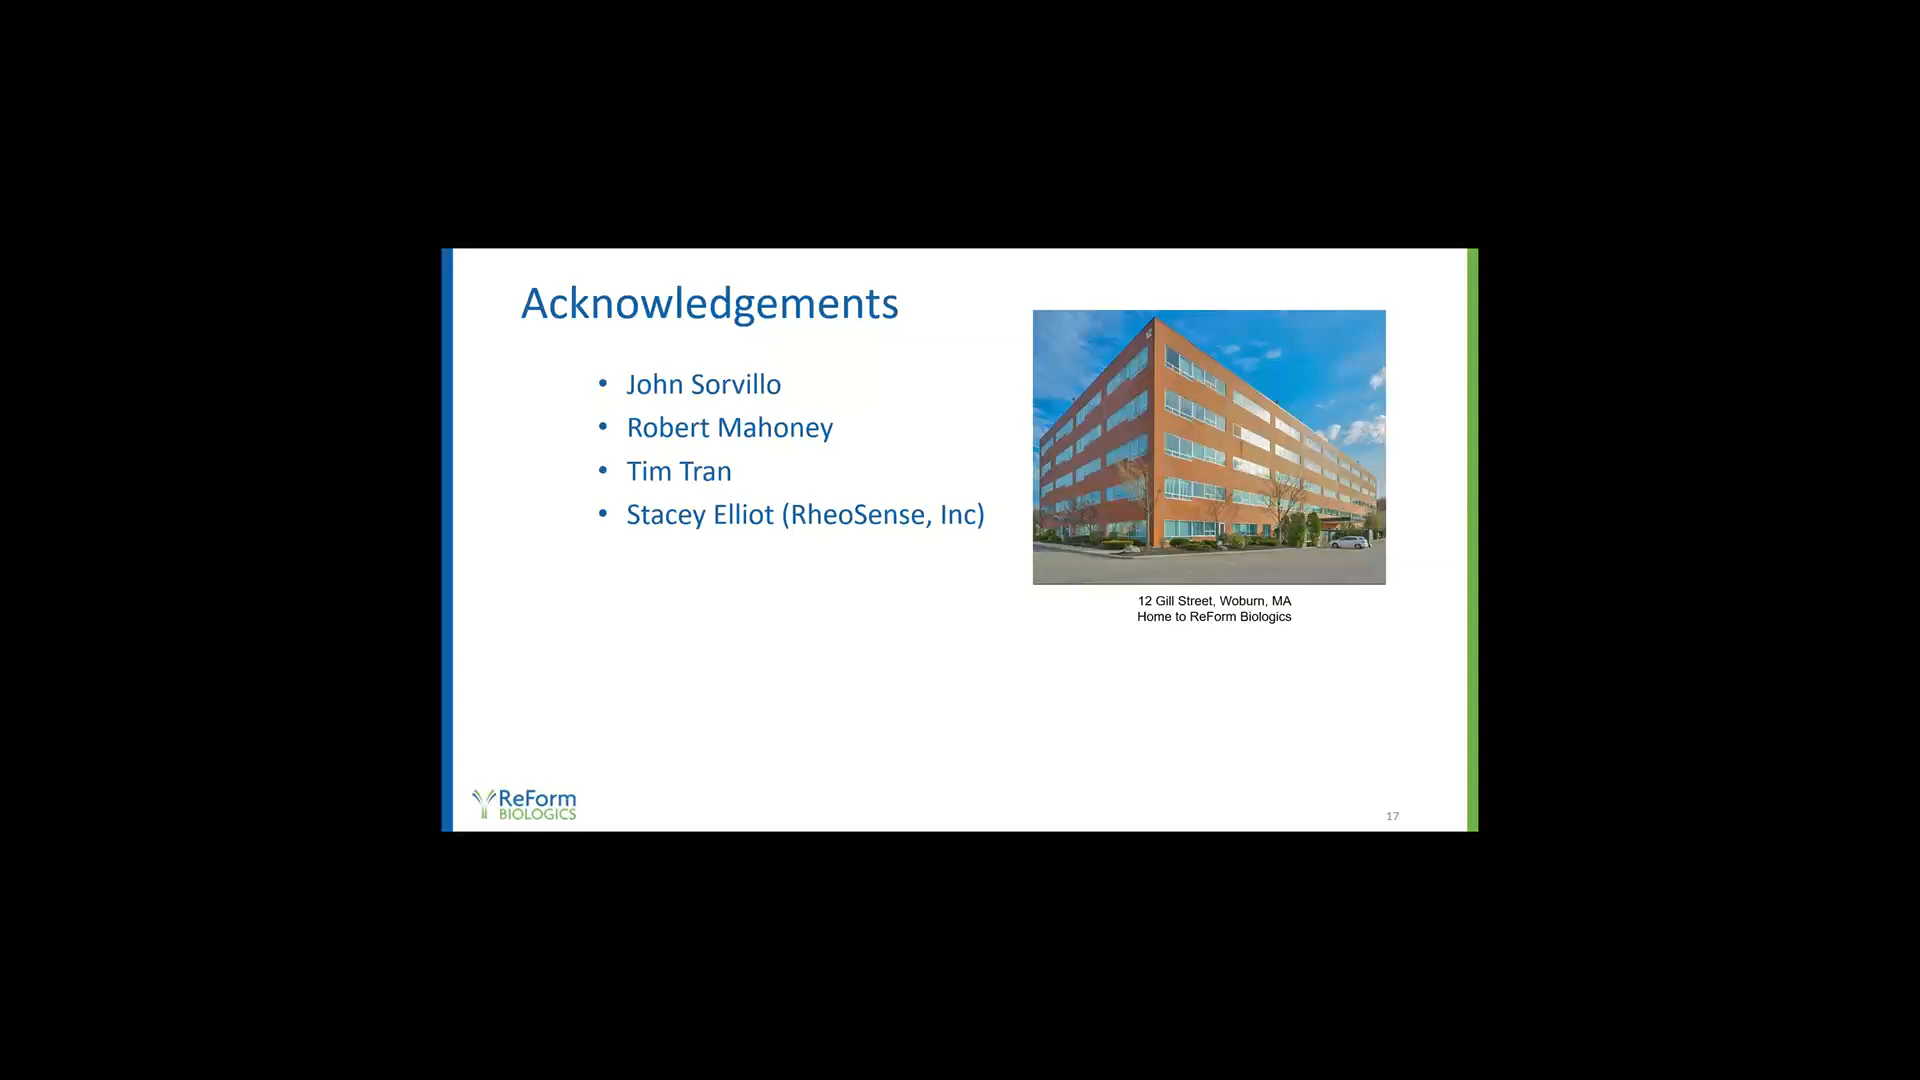 Acknowledgements
• John Sorvillo
• Robert Mahoney
• Tim Tran
• Stacey Elliot (RheoSense, Inc)
12 Gill Street, Woburn, MA
Home to ReForm Biologics
ReForm
BIOLOGICS
17